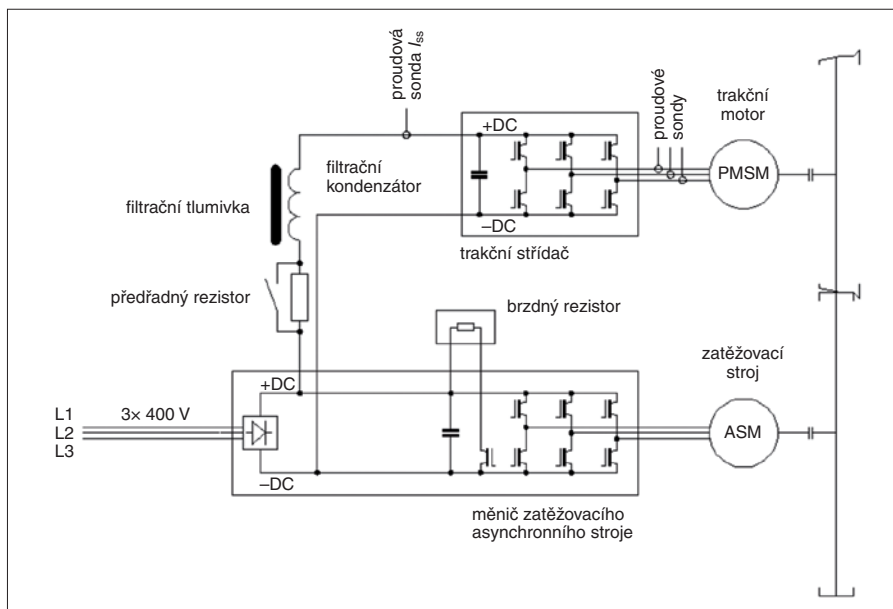 proudová
sonda Iss
+DC
proudové
sondy
trakční
motor
PMSM
filtrační
kondenzátor
filtrační tlumivka
–DC
trakční střídač
předřadný rezistor
brzdný rezistor
zatěžovací
stroj
+DC
L1
L2
L3
3× 400 V
ASM
–DC
měnič zatěžovacího
asynchronního stroje